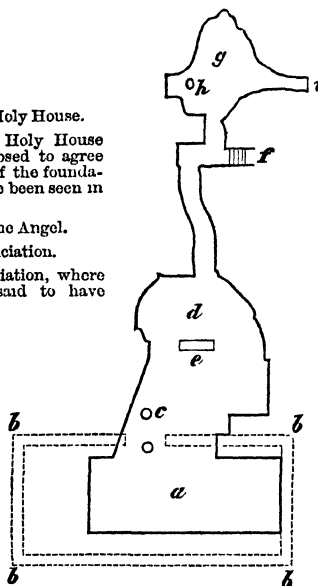 Holy House.
Holy House
osed to agree
f the founda-
e been seen in
he Angel.
ciation.
iation, where
said to have
g
h
f
d
e
c
b b
a
b b